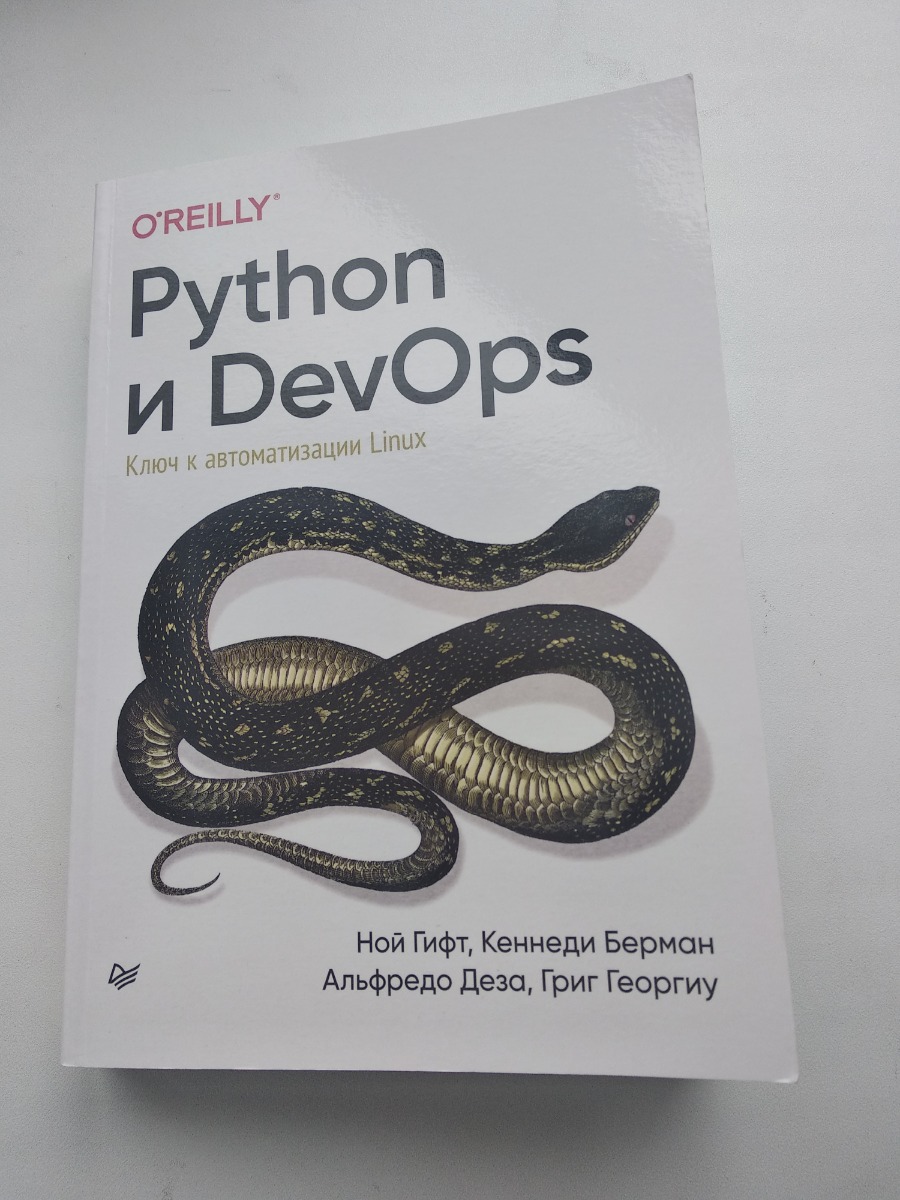 O'REILLY®
Python
и DevOps
Ключ к автоматизации Linux
Ной Гифт, Кеннеди Берман
Альфредо Деза, Григ Георгиу